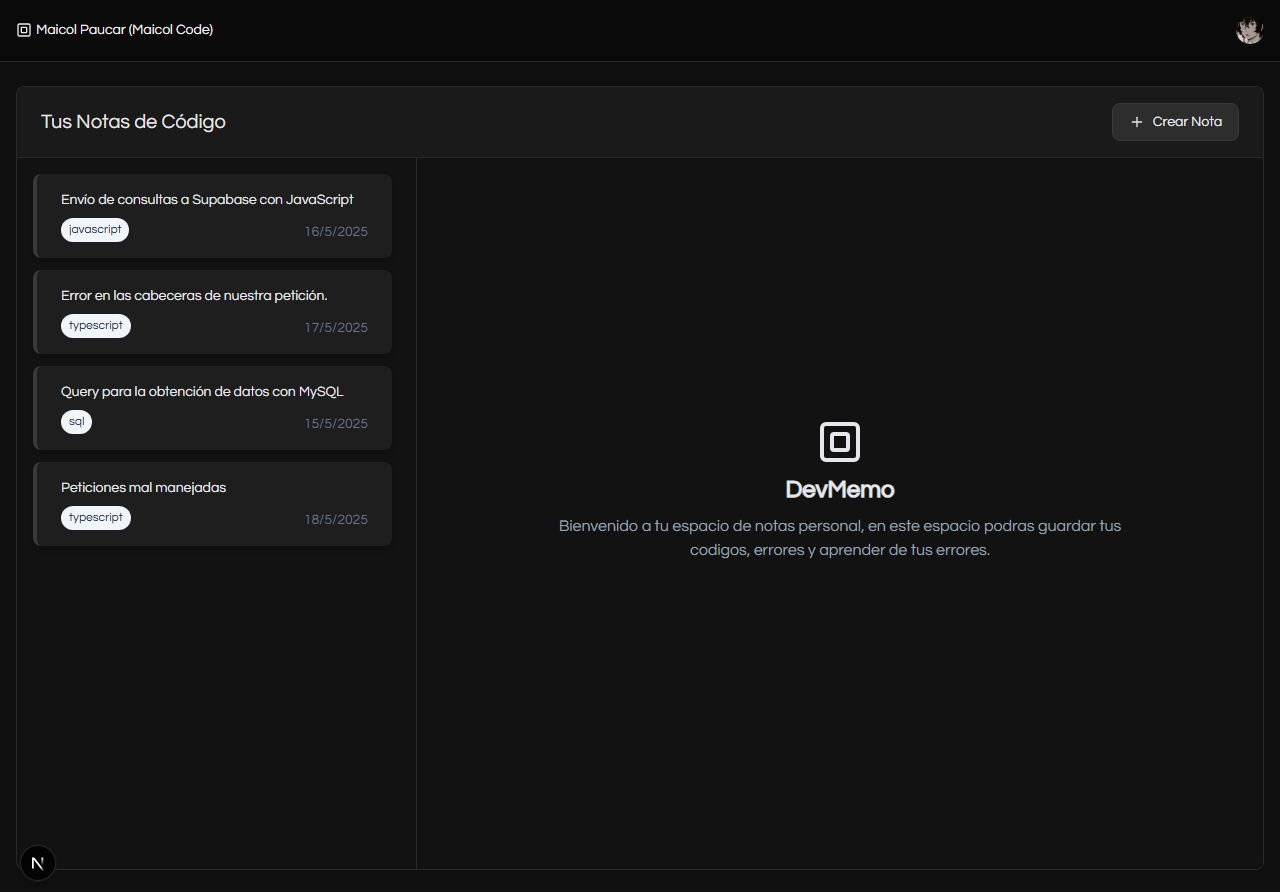 Maicol Paucar (Maicol Code)
Tus Notas de Código
+ Crear Nota
Envío de consultas a Supabase con JavaScript
javascript
16/5/2025
Error en las cabeceras de nuestra petición.
typescript
17/5/2025
Query para la obtención de datos con MySQL
sql
15/5/2025
Peticiones mal manejadas
typescript
18/5/2025
DevMemo
Bienvenido a tu espacio de notas personal, en este espacio podras guardar tus
codigos, errores y aprender de tus errores.
N